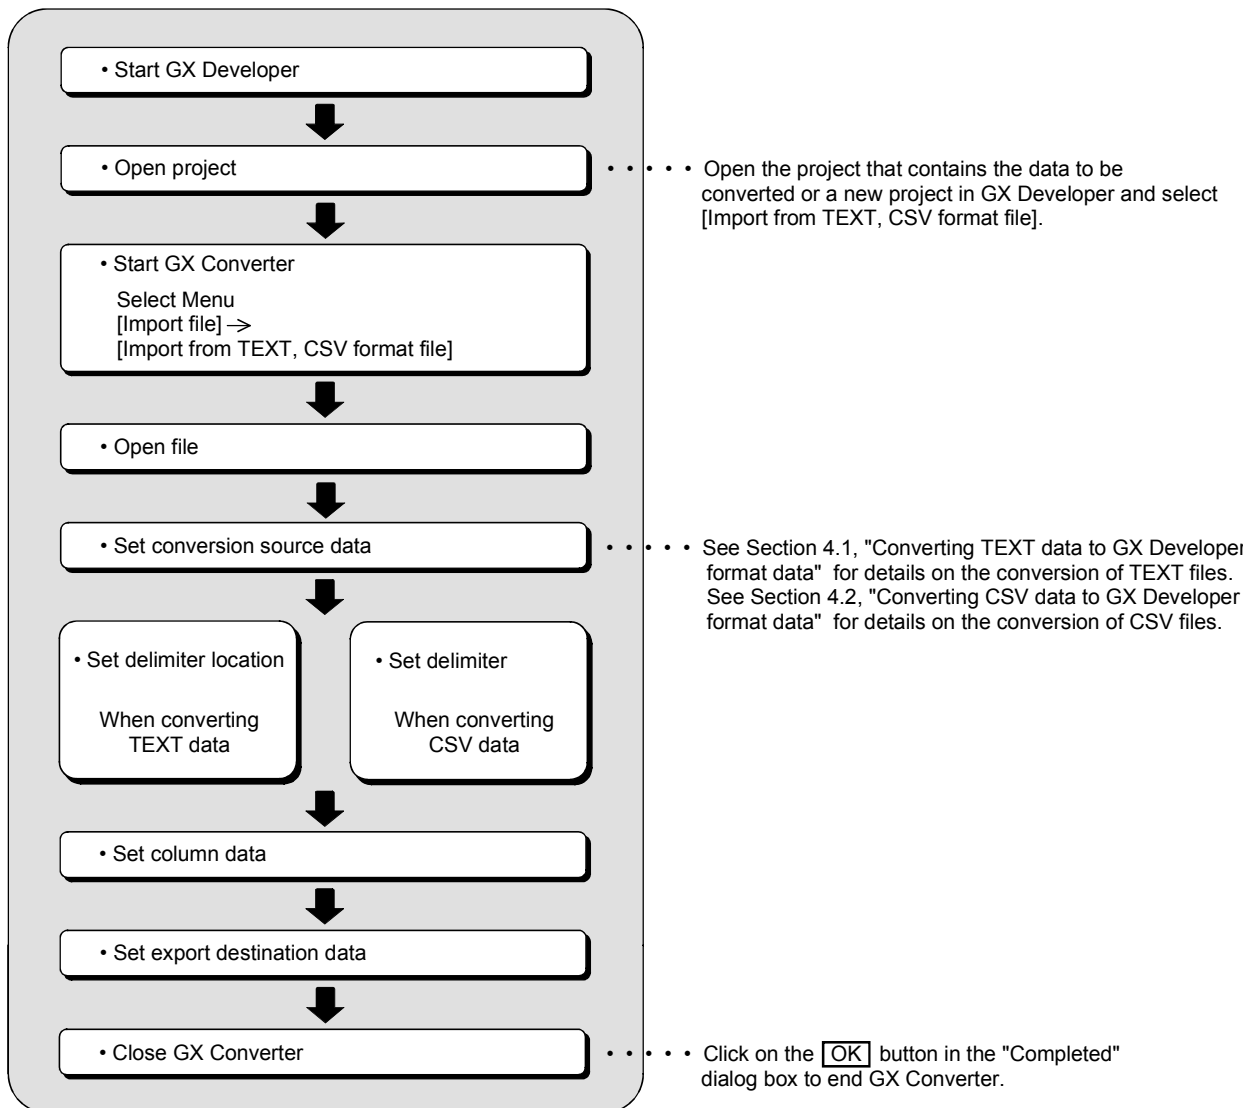 • Start GX Developer
• Open project
• • • • • Open the project that contains the data to be
converted or a new project in GX Developer and select
[Import from TEXT, CSV format file].
• Start GX Converter
Select Menu
[Import file] →
[Import from TEXT, CSV format file]
• Open file
• Set conversion source data
• • • • • See Section 4.1, "Converting TEXT data to GX Developer
format data" for details on the conversion of TEXT files.
See Section 4.2, "Converting CSV data to GX Developer
format data" for details on the conversion of CSV files.
• Set delimiter location
When converting
TEXT data
• Set delimiter
When converting
CSV data
• Set column data
• Set export destination data
• Close GX Converter
• • • • • Click on the OK button in the "Completed"
dialog box to end GX Converter.